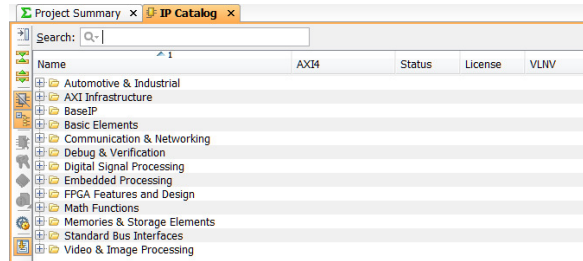 Project Summary × IP Catalog ×
Search:
Name 1 AXI4 Status License VLNV
Automotive & Industrial
AXI Infrastructure
BaseIP
Basic Elements
Communication & Networking
Debug & Verification
Digital Signal Processing
Embedded Processing
FPGA Features and Design
Math Functions
Memories & Storage Elements
Standard Bus Interfaces
Video & Image Processing